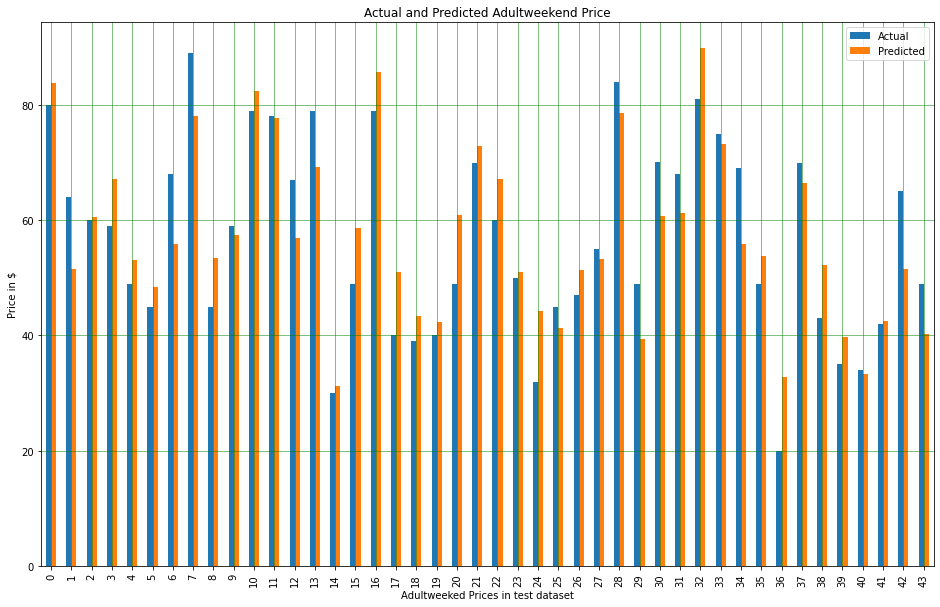 Actual and Predicted Adultweekend Price
Actual
Predicted
Price in $
80
60
40
20
0
0 1 2 3 4 5 6 7 8 9 10 11 12 13 14 15 16 17 18 19 20 21 22 23 24 25 26 27 28 29 30 31 32 33 34 35 36 37 38 39 40 41 42 43
Adultweeked Prices in test dataset